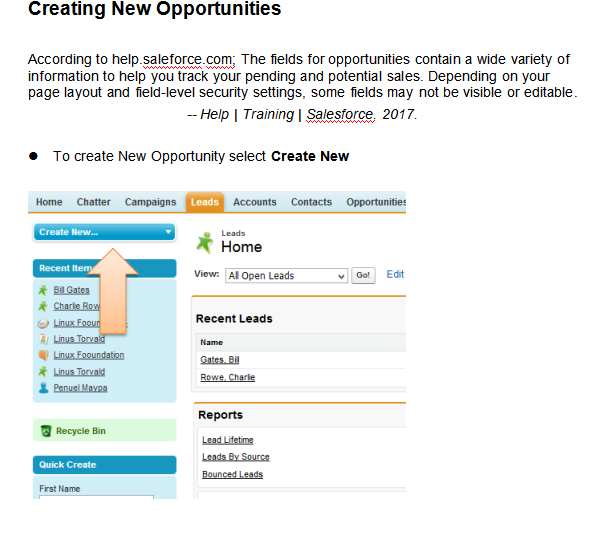 Creating New Opportunities
According to help.saleforce.com; The fields for opportunities contain a wide variety of
information to help you track your pending and potential sales. Depending on your
page layout and field-level security settings, some fields may not be visible or editable.
-- Help | Training | Salesforce, 2017.
● To create New Opportunity select Create New
Home Chatter Campaigns Leads Accounts Contacts Opportunities
Create New...
Leads
Home
Recent Item
View: All Open Leads Go! Edit
Bill Gates
Charlie Row
Linux Foour
Linus Torvald
Linux Fooundation
Linus Torvald
Penuel Maypa
Recent Leads
Name
Gates, Bill
Rowe, Charlie
Recycle Bin
Reports
Lead Lifetime
Leads By Source
Bounced Leads
Quick Create
First Name